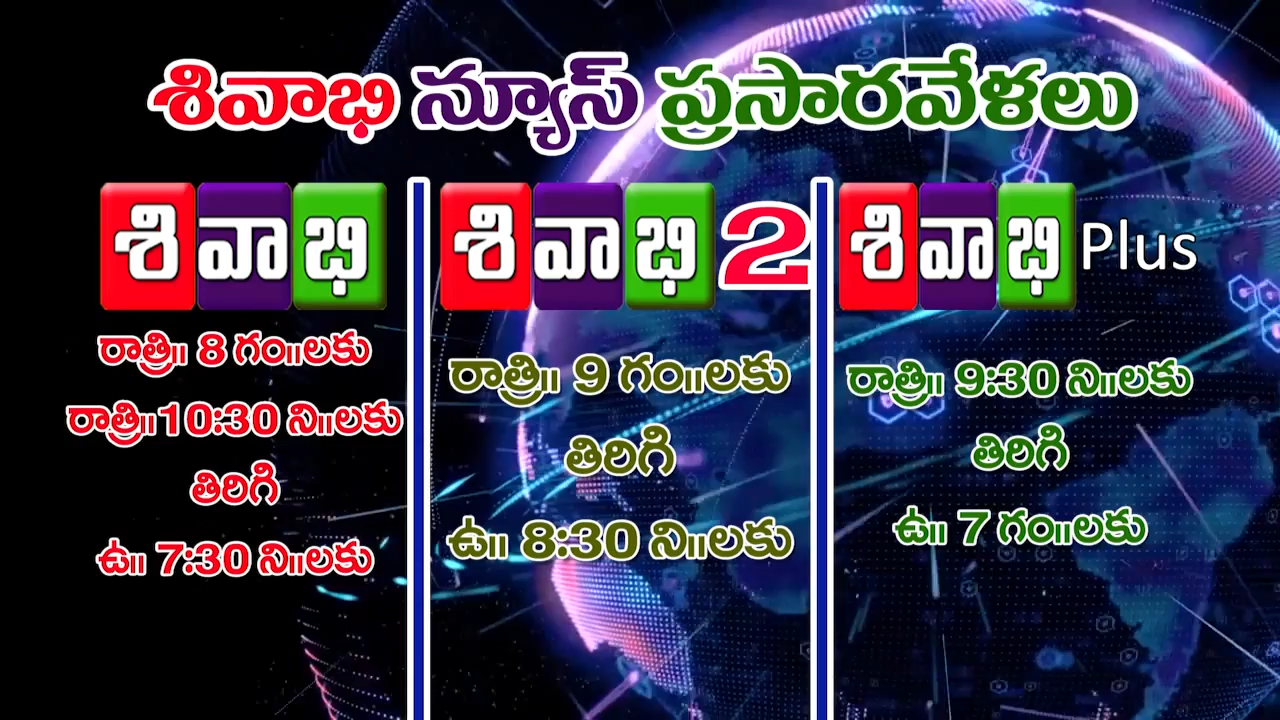 శివాభి న్యూస్ ప్రసారవేళలు
శివాభి
రాత్రి॥ 8 గం॥లకు
రాత్రి॥10:30 ని॥లకు
తిరిగి
ఉ॥ 7:30 ని॥లకు
శివాభి 2
రాత్రి॥ 9 గం॥లకు
తిరిగి
ఉ॥ 8:30 ని॥లకు
శివాభి Plus
రాత్రి॥ 9:30 ని॥లకు
తిరిగి
ఉ॥ 7 గం॥లకు